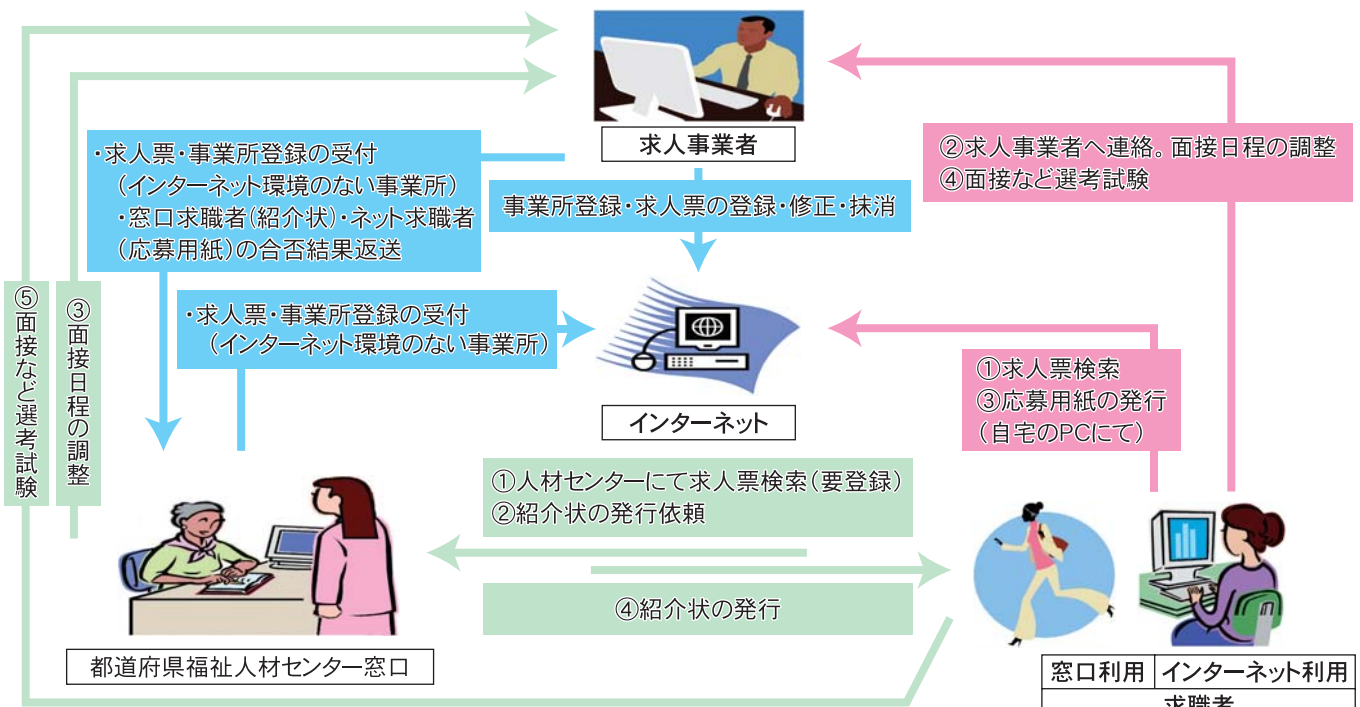 求人事業者
・求人票・事業所登録の受付
（インターネット環境のない事業所）
・窓口求職者（紹介状）・ネット求職者
（応募用紙）の合否結果返送
事業所登録・求人票の登録・修正・抹消
②求人事業者へ連絡。面接日程の調整
④面接など選考試験
⑤面接など選考試験
③面接日程の調整
・求人票・事業所登録の受付
（インターネット環境のない事業所）
インターネット
①求人票検索
③応募用紙の発行
（自宅のPCにて）
①人材センターにて求人票検索（要登録）
②紹介状の発行依頼
④紹介状の発行
都道府県福祉人材センター窓口
窓口利用
インターネット利用
求職者